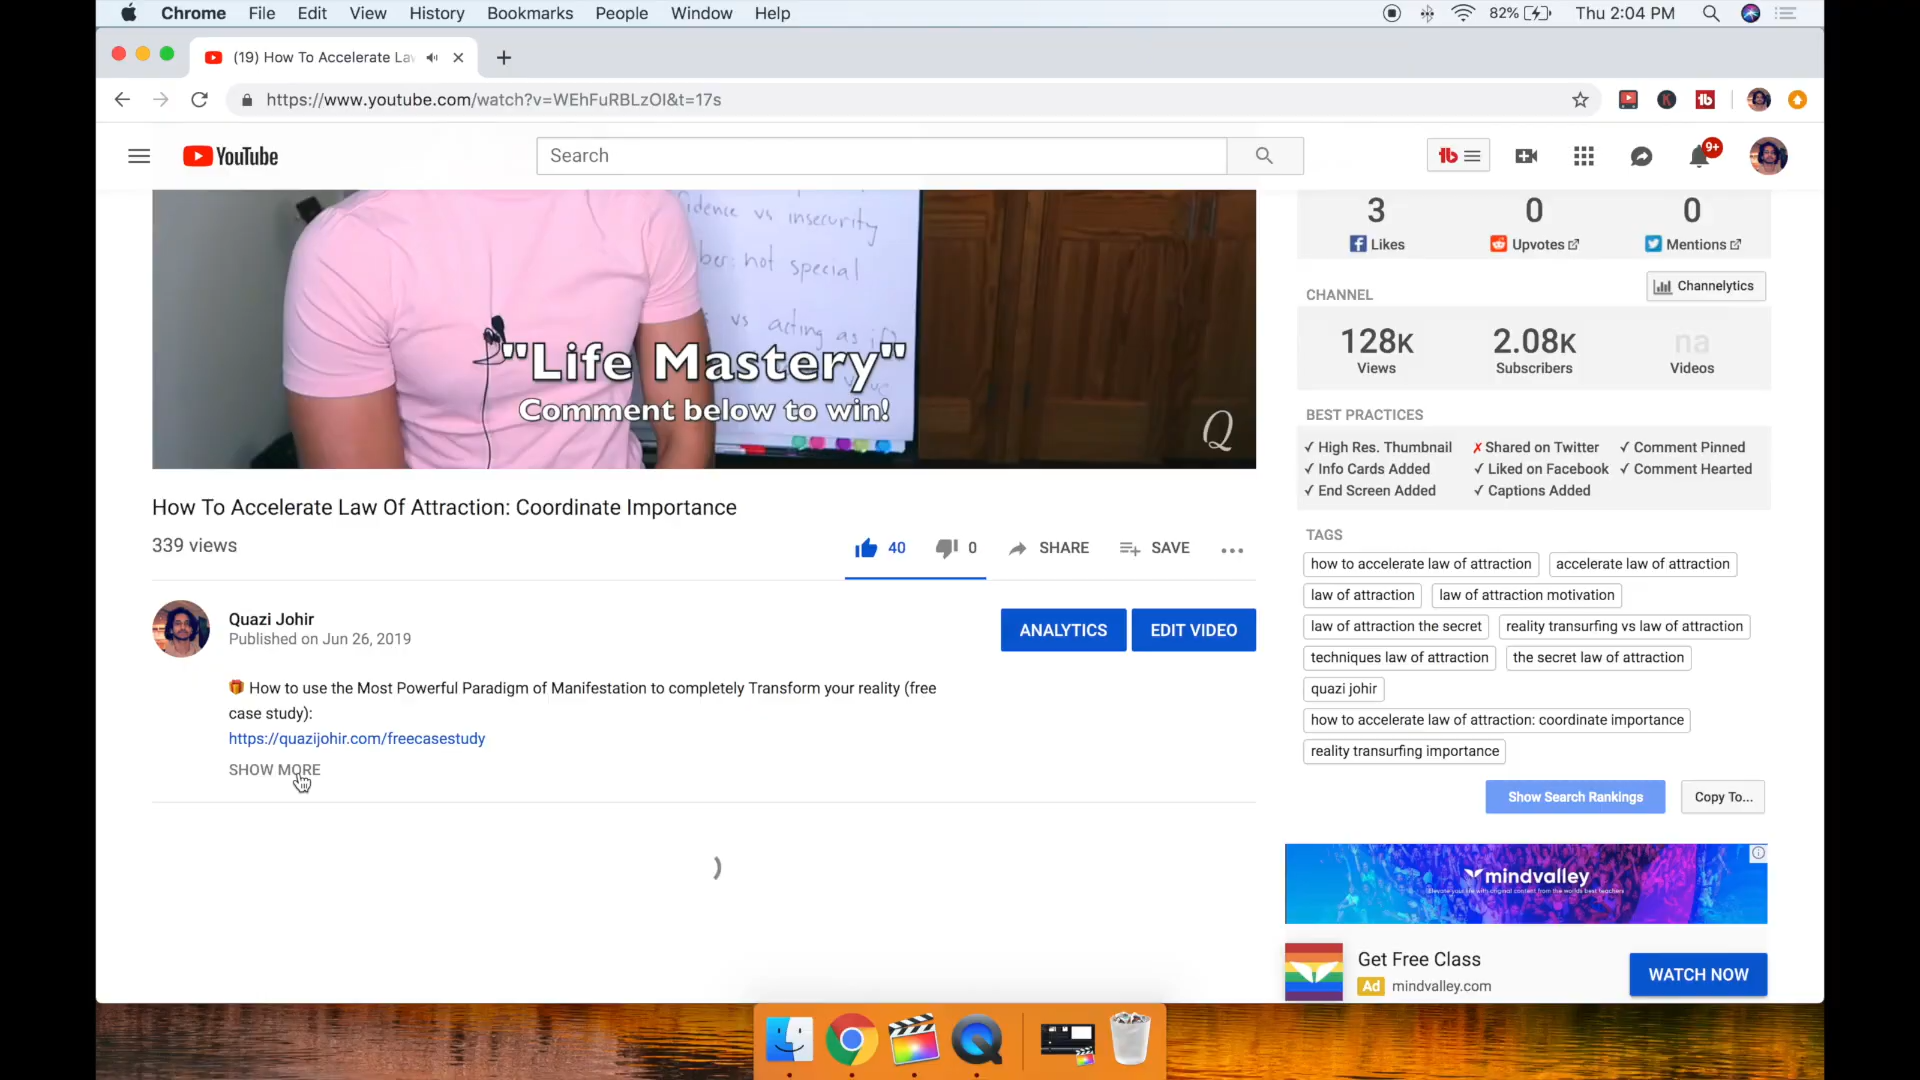 Chrome File Edit View History Bookmarks People Window Help 82% Thu 2:04 PM
(19) How To Accelerate La
https://www.youtube.com/watch?v=WEhFuRBLzOI&t=17s
YouTube Search 9+
idence vs insecurity
ber: not special
vs acting as if
"Life Mastery"
Comment below to win!
Q
How To Accelerate Law Of Attraction: Coordinate Importance
339 views
40 0 SHARE SAVE
Quazi Johir
Published on Jun 26, 2019
ANALYTICS EDIT VIDEO
How to use the Most Powerful Paradigm of Manifestation to completely Transform your reality (free
case study):
https://quazijohir.com/freecasestudy
SHOW MORE
3 0 0
Likes Upvotes Mentions
CHANNEL Channelytics
128K 2.08K na
Views Subscribers Videos
BEST PRACTICES
✓ High Res. Thumbnail ✗ Shared on Twitter ✓ Comment Pinned
✓ Info Cards Added ✓ Liked on Facebook ✓ Comment Hearted
✓ End Screen Added ✓ Captions Added
TAGS
how to accelerate law of attraction accelerate law of attraction
law of attraction law of attraction motivation
law of attraction the secret reality transurfing vs law of attraction
techniques law of attraction the secret law of attraction
quazi johir
how to accelerate law of attraction: coordinate importance
reality transurfing importance
Show Search Rankings Copy To...
mindvalley
Get Free Class
Ad mindvalley.com
WATCH NOW